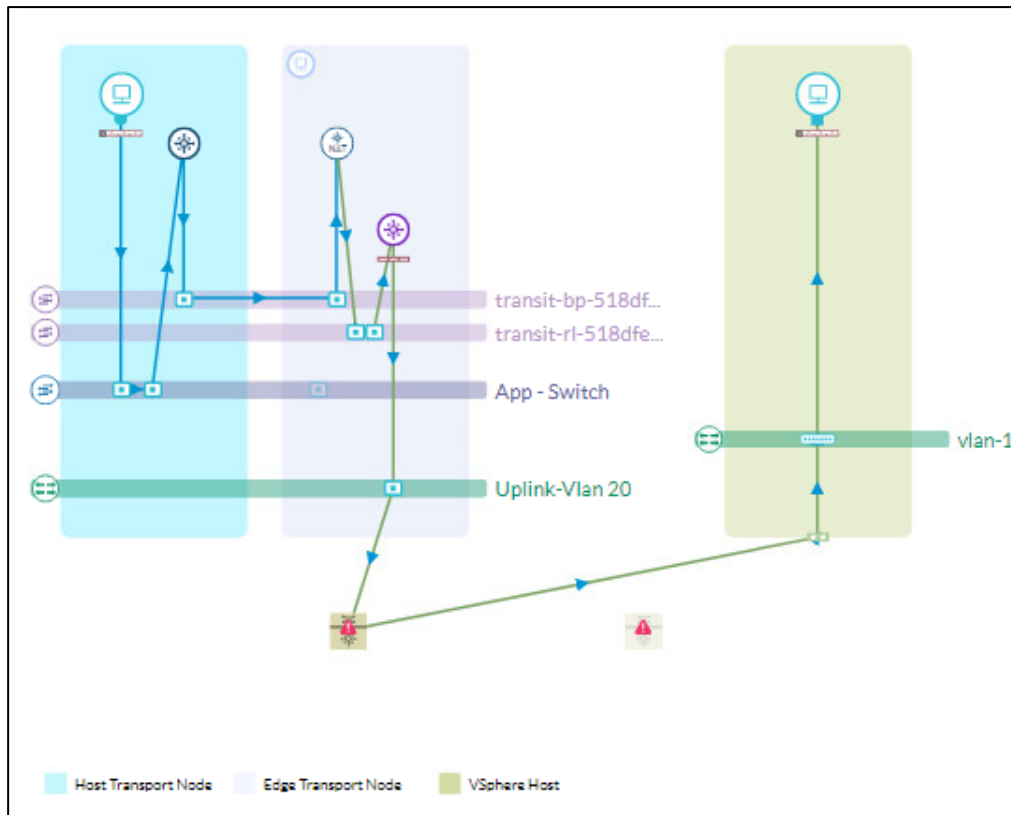 NAT
transit-bp-518df...
transit-rl-518dfe...
App - Switch
vlan-1
Uplink-Vlan 20
Host Transport Node
Edge Transport Node
VSphere Host